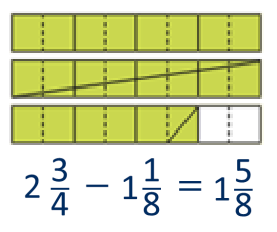 2 3/4 − 1 1/8 = 1 5/8